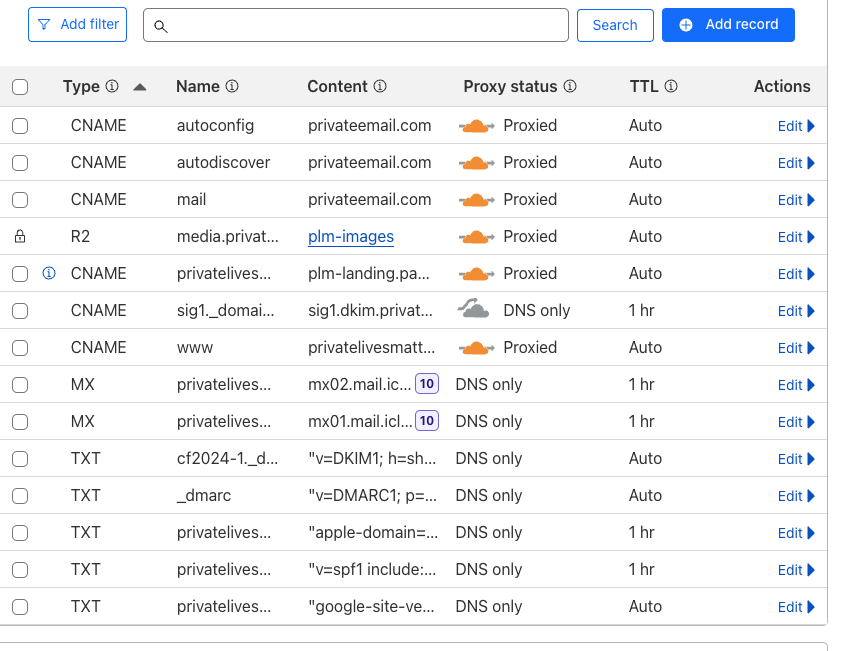 Add filter Search Add record
Type Name Content Proxy status TTL Actions
CNAME autoconfig privateemail.com Proxied Auto Edit
CNAME autodiscover privateemail.com Proxied Auto Edit
CNAME mail privateemail.com Proxied Auto Edit
R2 media.privat... plm-images Proxied Auto Edit
CNAME privatelives... plm-landing.pa... Proxied Auto Edit
CNAME sig1._domai... sig1.dkim.privat... DNS only 1 hr Edit
CNAME www privatelivesmatt... Proxied Auto Edit
MX privatelives... mx02.mail.ic... 10 DNS only 1 hr Edit
MX privatelives... mx01.mail.icl... 10 DNS only 1 hr Edit
TXT cf2024-1._d... "v=DKIM1; h=sh... DNS only Auto Edit
TXT _dmarc "v=DMARC1; p=... DNS only Auto Edit
TXT privatelives... "apple-domain=... DNS only 1 hr Edit
TXT privatelives... "v=spf1 include:... DNS only 1 hr Edit
TXT privatelives... "google-site-ve... DNS only Auto Edit